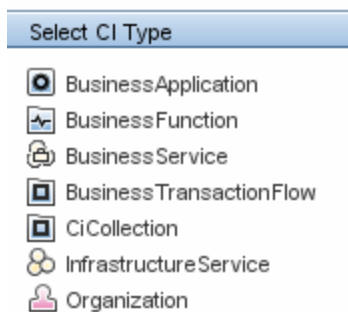 Select CI Type
BusinessApplication
BusinessFunction
BusinessService
BusinessTransactionFlow
CiCollection
InfrastructureService
Organization